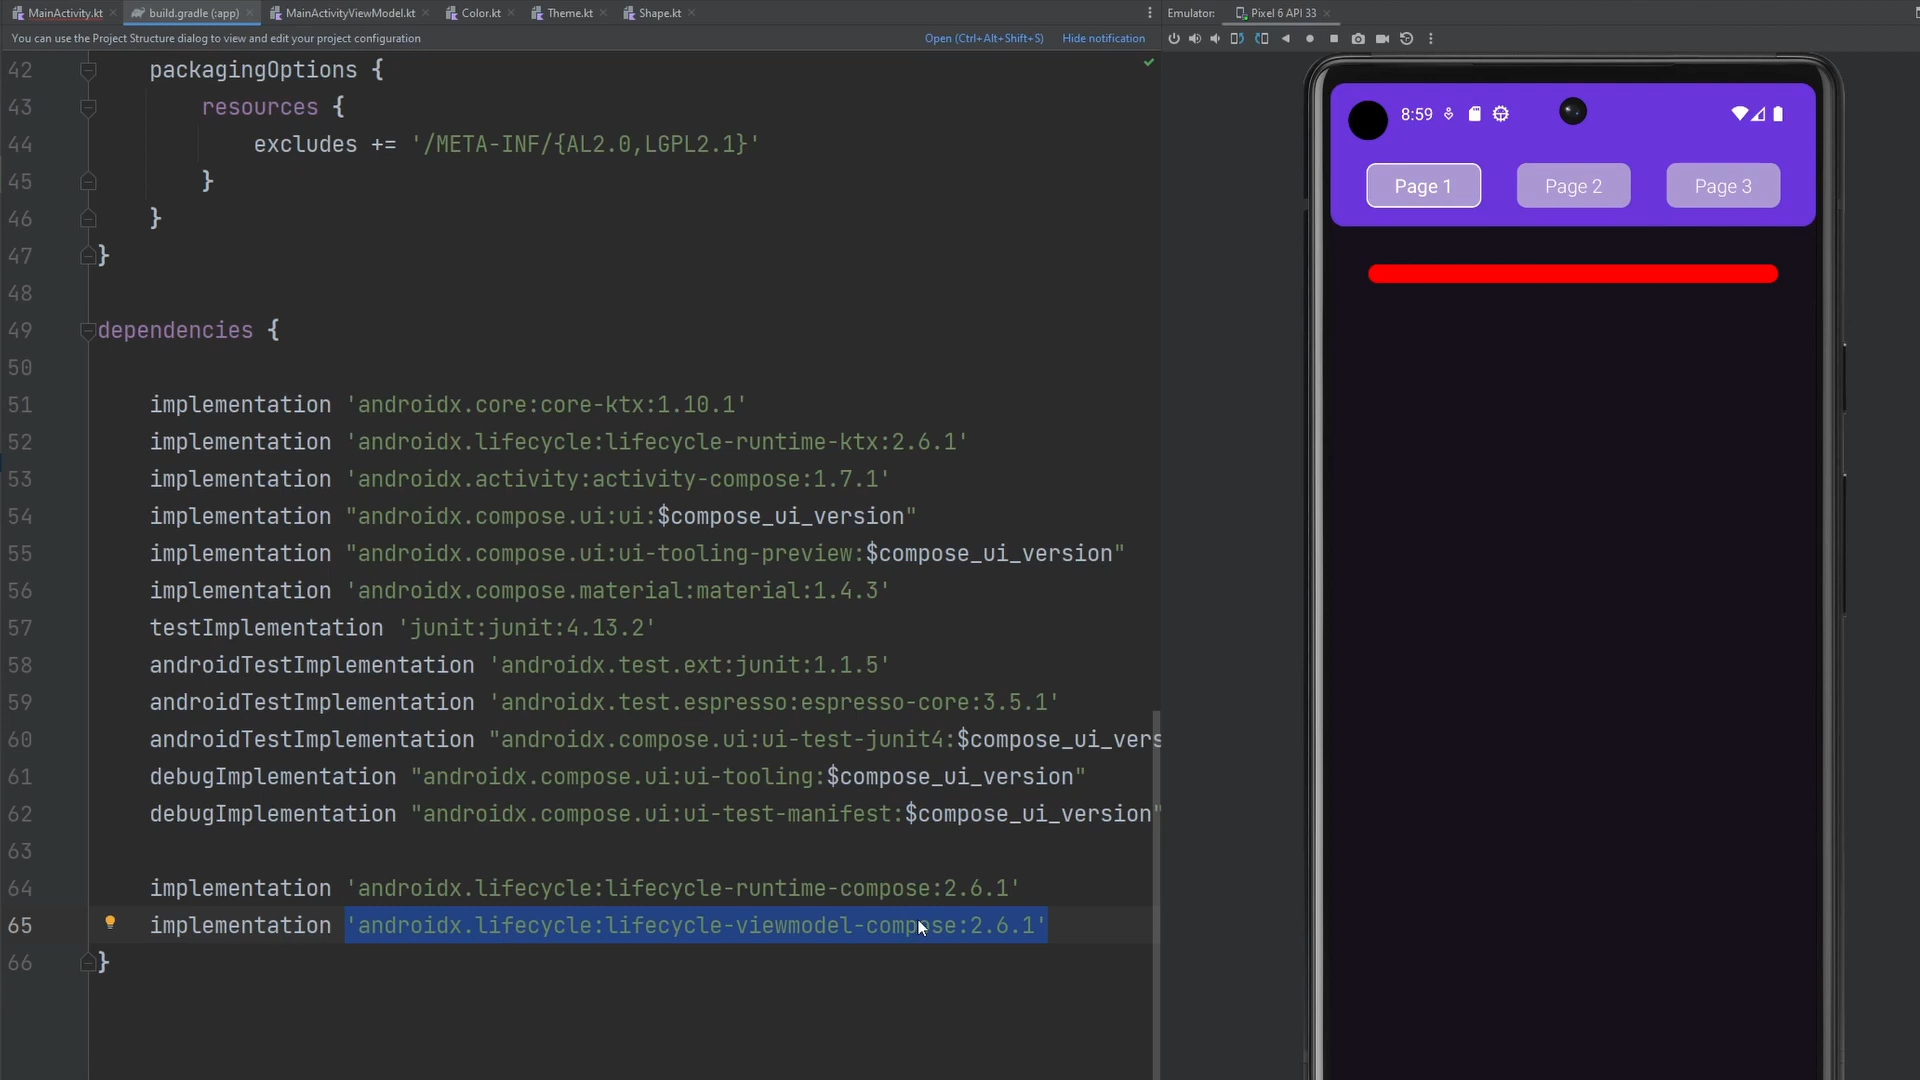 MainActivity.kt build.gradle (:app) MainActivityViewModel.kt Color.kt Theme.kt Shape.kt
Emulator: Pixel 6 API 33
You can use the Project Structure dialog to view and edit your project configuration
Open (Ctrl+Alt+Shift+S) Hide notification
42 packagingOptions {
43 resources {
44 excludes += '/META-INF/{AL2.0,LGPL2.1}'
45 }
46 }
47 }
48
49 dependencies {
50
51 implementation 'androidx.core:core-ktx:1.10.1'
52 implementation 'androidx.lifecycle:lifecycle-runtime-ktx:2.6.1'
53 implementation 'androidx.activity:activity-compose:1.7.1'
54 implementation "androidx.compose.ui:ui:$compose_ui_version"
55 implementation "androidx.compose.ui:ui-tooling-preview:$compose_ui_version"
56 implementation 'androidx.compose.material:material:1.4.3'
57 testImplementation 'junit:junit:4.13.2'
58 androidTestImplementation 'androidx.test.ext:junit:1.1.5'
59 androidTestImplementation 'androidx.test.espresso:espresso-core:3.5.1'
60 androidTestImplementation "androidx.compose.ui:ui-test-junit4:$compose_ui_vers
61 debugImplementation "androidx.compose.ui:ui-tooling:$compose_ui_version"
62 debugImplementation "androidx.compose.ui:ui-test-manifest:$compose_ui_version"
63
64 implementation 'androidx.lifecycle:lifecycle-runtime-compose:2.6.1'
65 implementation 'androidx.lifecycle:lifecycle-viewmodel-compose:2.6.1'
66 }
8:59
Page 1 Page 2 Page 3